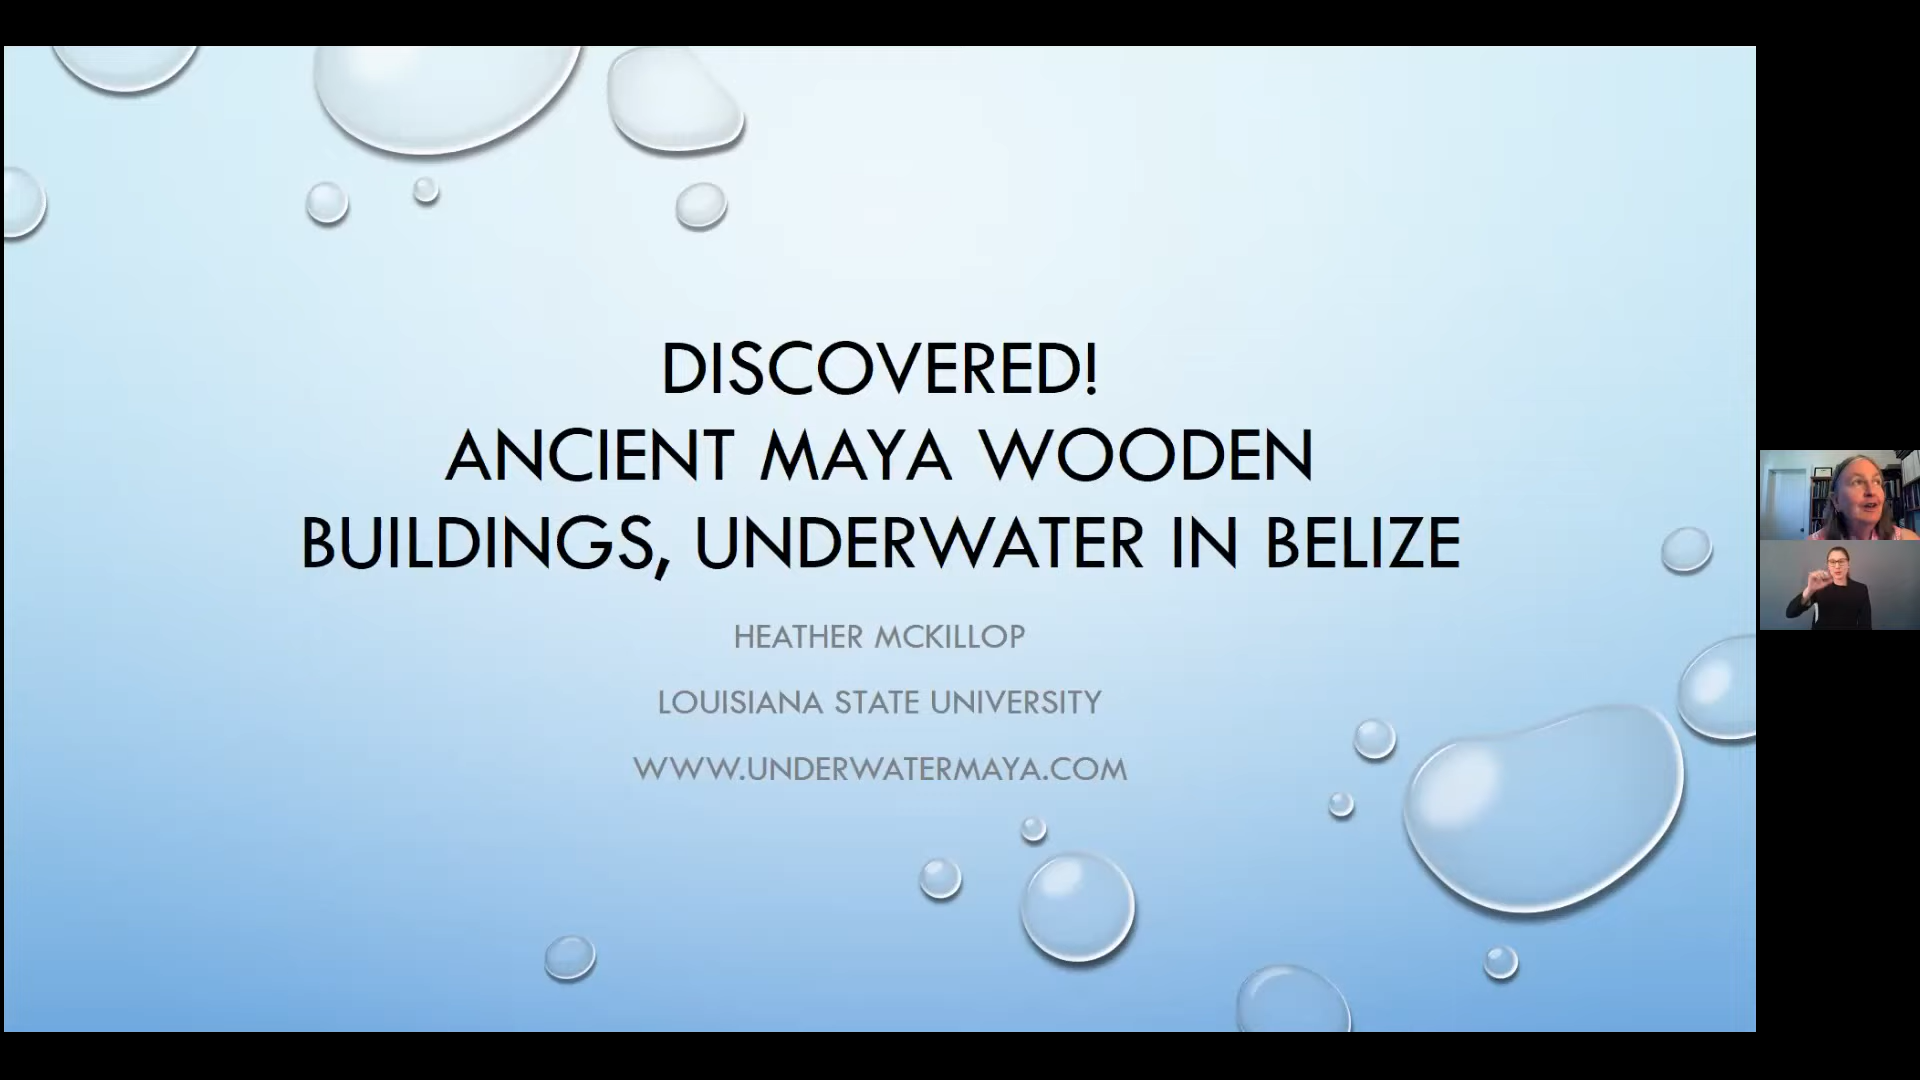 DISCOVERED!
ANCIENT MAYA WOODEN
BUILDINGS, UNDERWATER IN BELIZE
HEATHER MCKILLOP
LOUISIANA STATE UNIVERSITY
WWW.UNDERWATERMAYA.COM